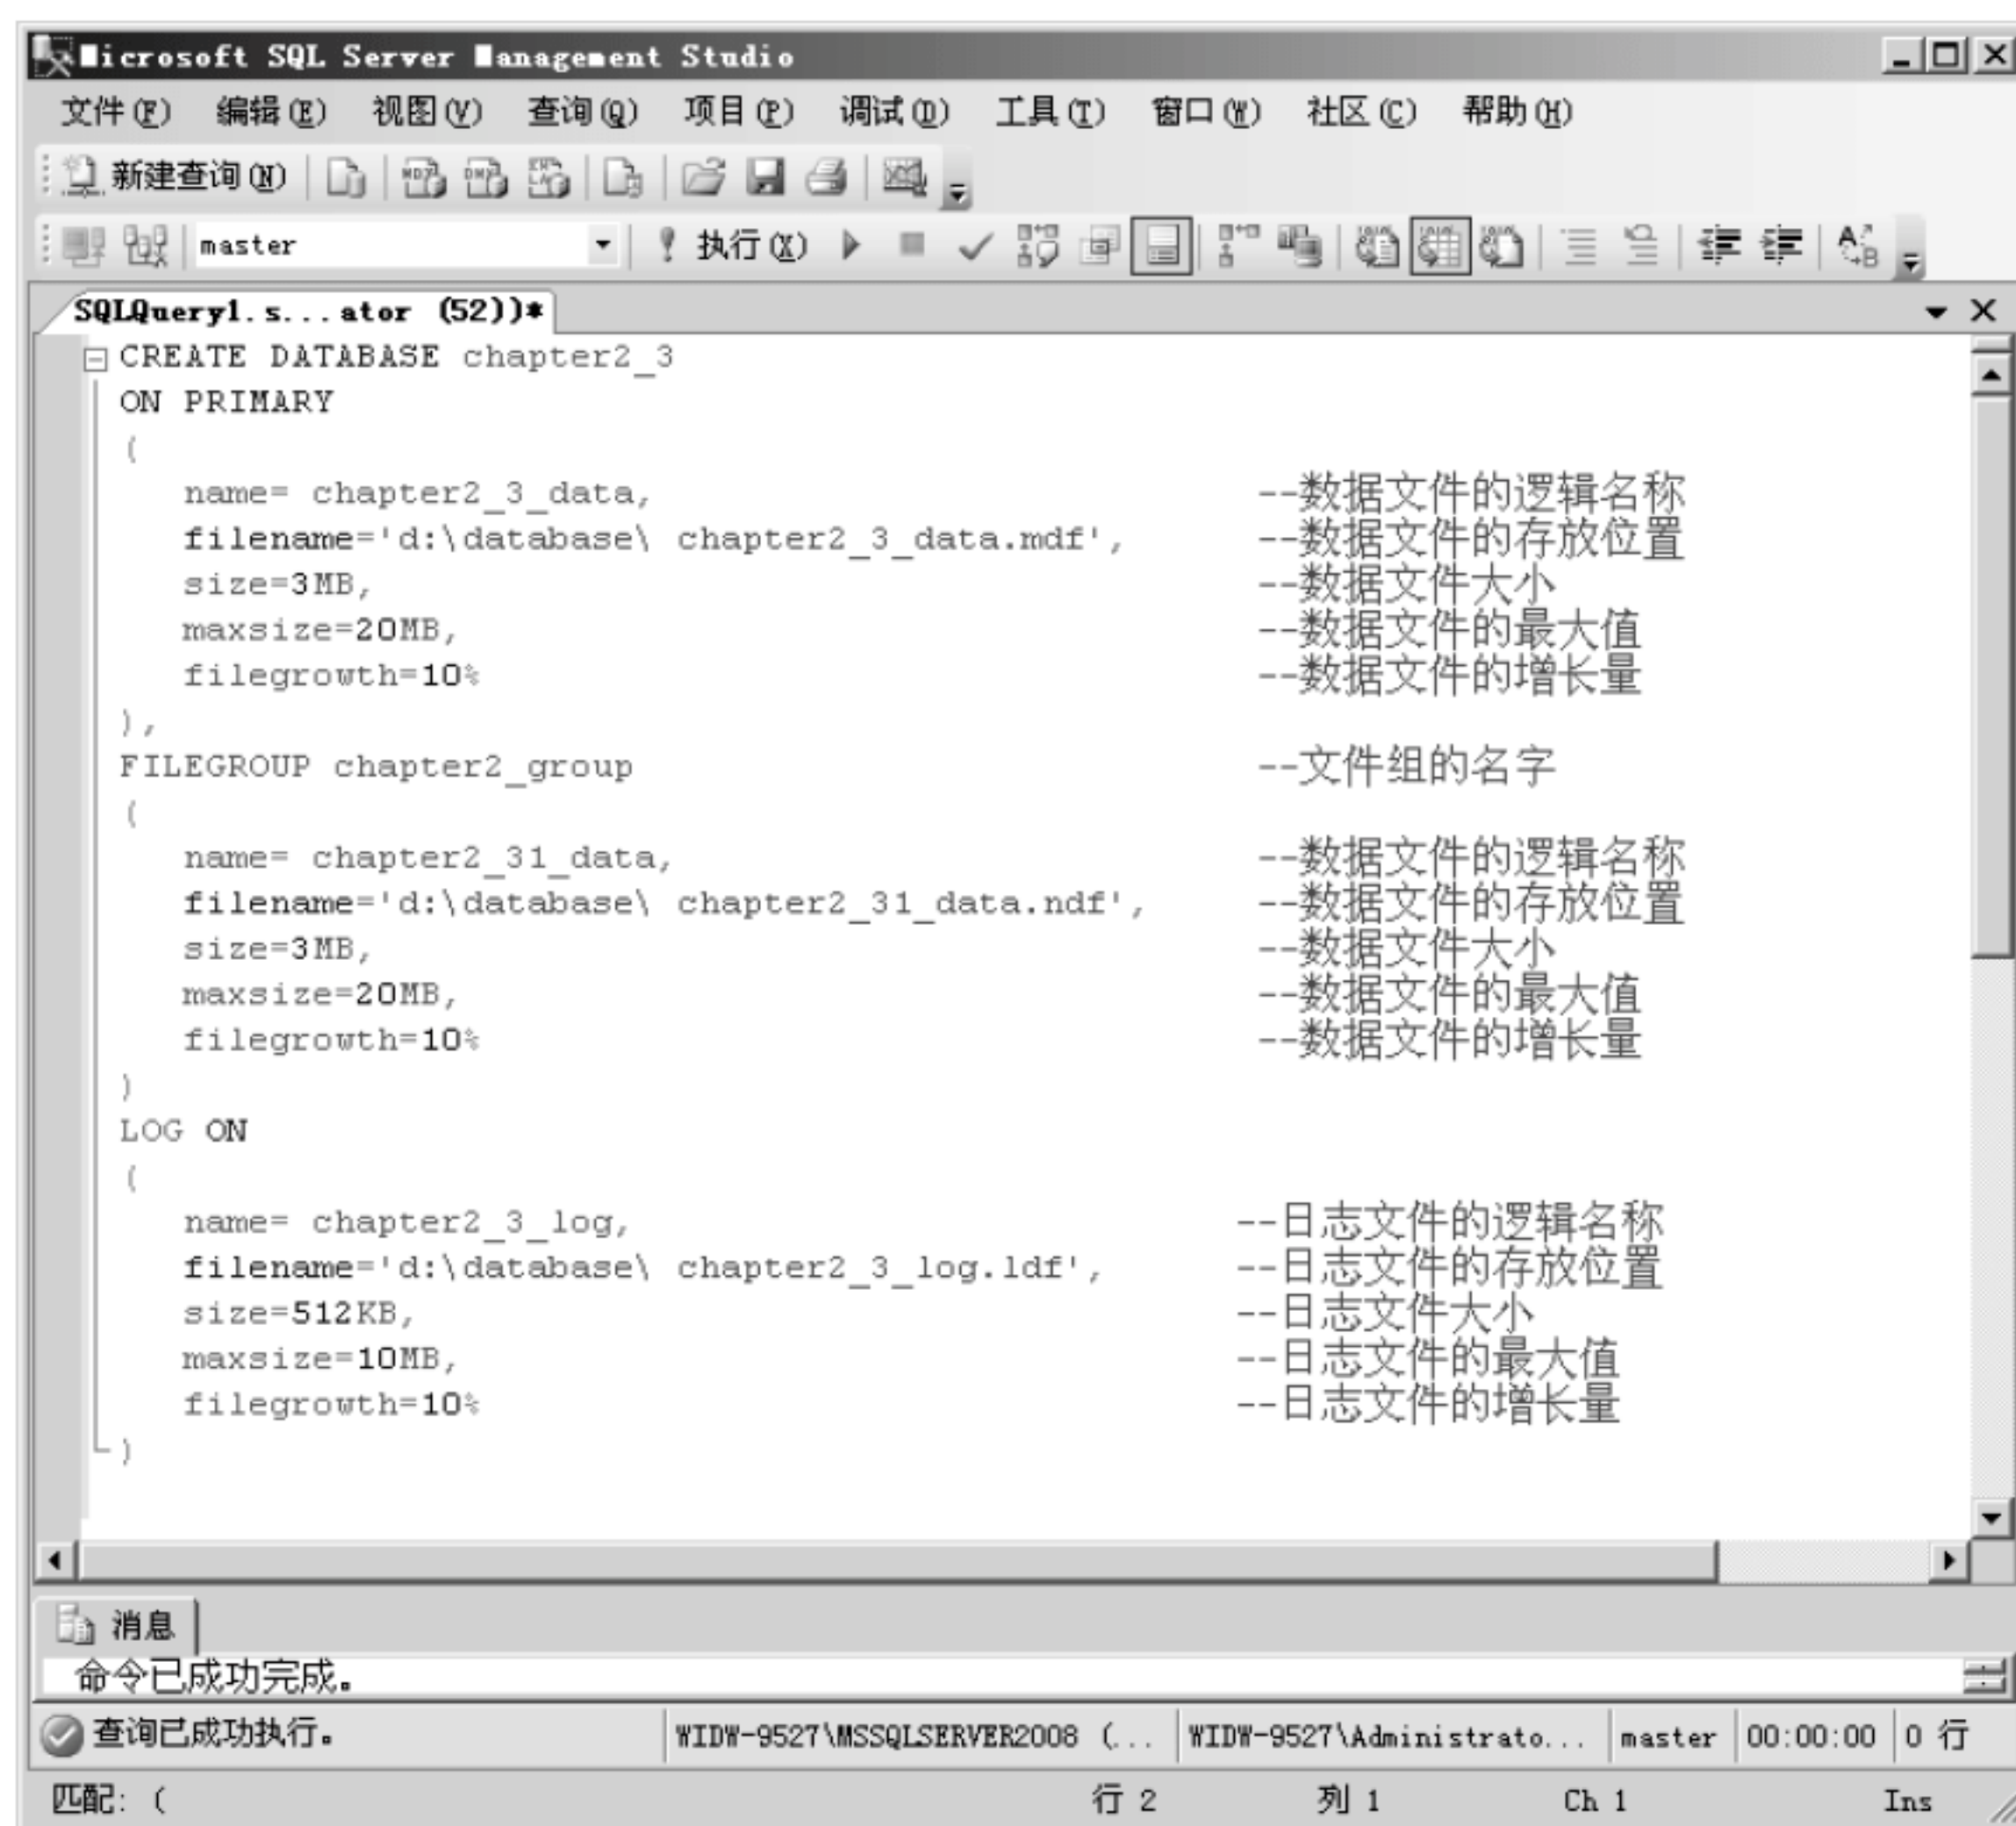 Microsoft SQL Server Management Studio
文件(F) 编辑(E) 视图(V) 查询(Q) 项目(P) 调试(D) 工具(T) 窗口(W) 社区(C) 帮助(H)
新建查询(N)
master 执行(X)
SQLQuery1.s...ator (52))*
CREATE DATABASE chapter2_3
ON PRIMARY
(
name= chapter2_3_data, --数据文件的逻辑名称
filename='d:\database\ chapter2_3_data.mdf', --数据文件的存放位置
size=3MB, --数据文件大小
maxsize=20MB, --数据文件的最大值
filegrowth=10% --数据文件的增长量
),
FILEGROUP chapter2_group --文件组的名字
(
name= chapter2_31_data, --数据文件的逻辑名称
filename='d:\database\ chapter2_31_data.ndf', --数据文件的存放位置
size=3MB, --数据文件大小
maxsize=20MB, --数据文件的最大值
filegrowth=10% --数据文件的增长量
)
LOG ON
(
name= chapter2_3_log, --日志文件的逻辑名称
filename='d:\database\ chapter2_3_log.ldf', --日志文件的存放位置
size=512KB, --日志文件大小
maxsize=10MB, --日志文件的最大值
filegrowth=10% --日志文件的增长量
)
消息
命令已成功完成。
查询已成功执行。 WIDW-9527\MSSQLSERVER2008 (... WIDW-9527\Administrato... master 00:00:00 0 行
匹配: ( 行 2 列 1 Ch 1 Ins